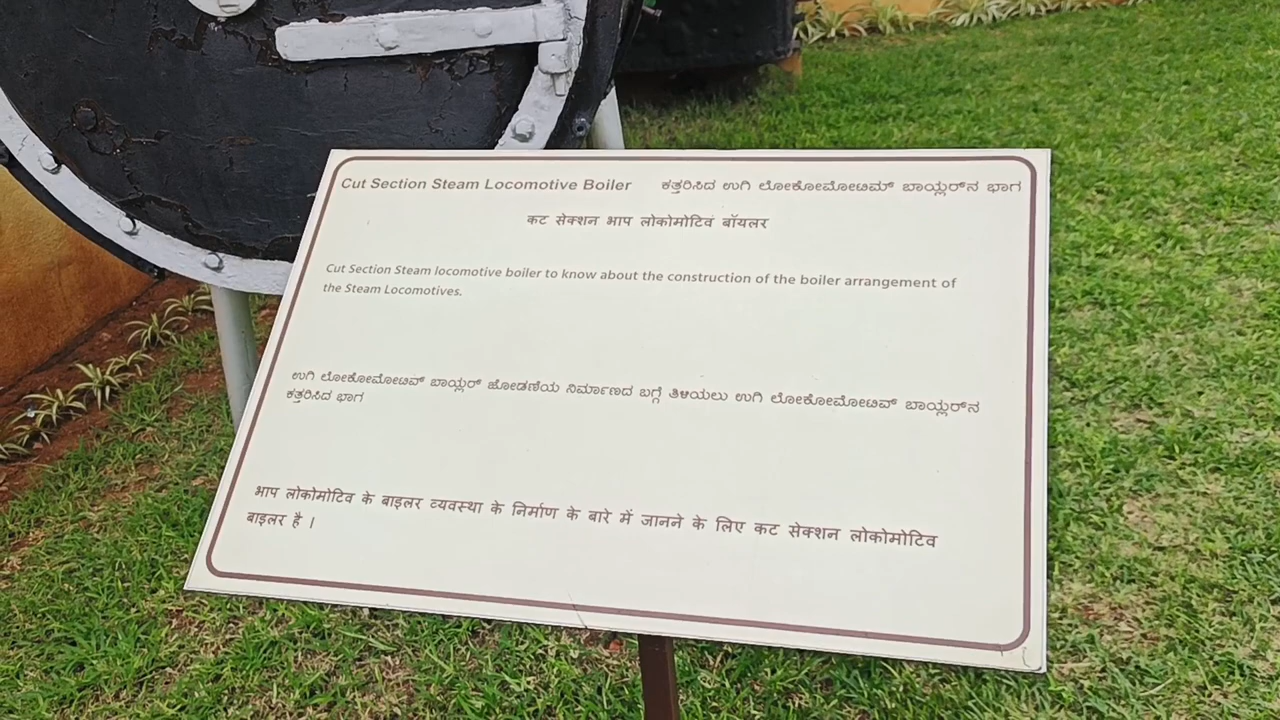 Cut Section Steam Locomotive Boiler ಕತ್ತರಿಸಿದ ಉಗಿ ಲೋಕೋಮೋಟಿಮ್ ಬಾಯ್ಲರ್‌ನ ಭಾಗ
कट सेक्शन भाप लोकोमोटिव बॉयलर
Cut Section Steam locomotive boiler to know about the construction of the boiler arrangement of
the Steam Locomotives.
ಉಗಿ ಲೋಕೋಮೋಟಿವ್ ಬಾಯ್ಲರ್ ಜೋಡಣೆಯ ನಿರ್ಮಾಣದ ಬಗ್ಗೆ ತಿಳಿಯಲು ಉಗಿ ಲೋಕೋಮೋಟಿವ್ ಬಾಯ್ಲರ್‌ನ
ಕತ್ತರಿಸಿದ ಭಾಗ
भाप लोकोमोटिव के बाइलर व्यवस्था के निर्माण के बारे में जानने के लिए कट सेक्शन लोकोमोटिव
बाइलर है ।